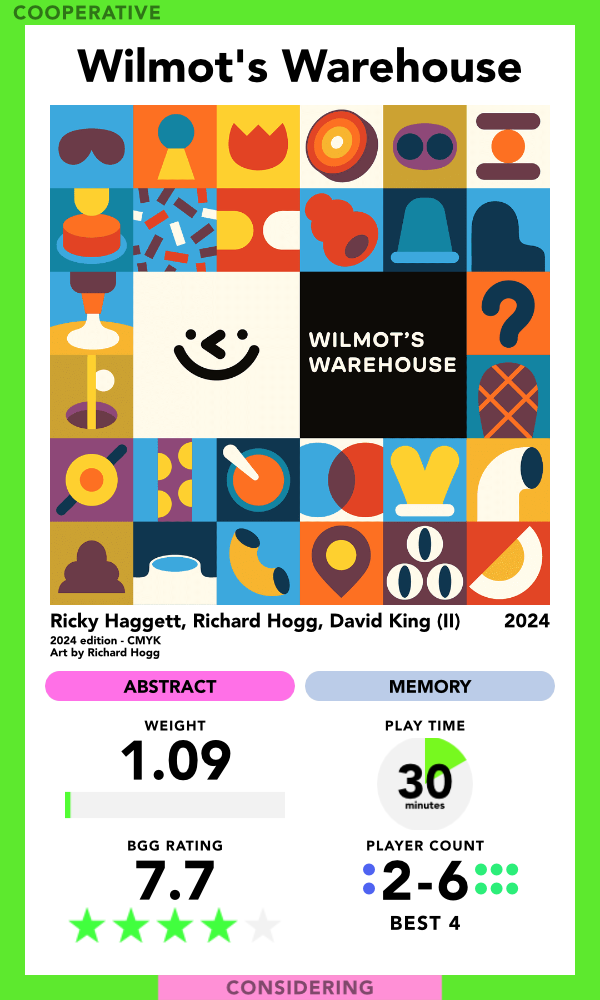 COOPERATIVE
Wilmot's Warehouse
WILMOT'S
WAREHOUSE
Ricky Haggett, Richard Hogg, David King (II) 2024
2024 edition - CMYK
Art by Richard Hogg
ABSTRACT MEMORY
WEIGHT PLAY TIME
1.09 30
minutes
BGG RATING PLAYER COUNT
7.7 2-6
BEST 4
CONSIDERING